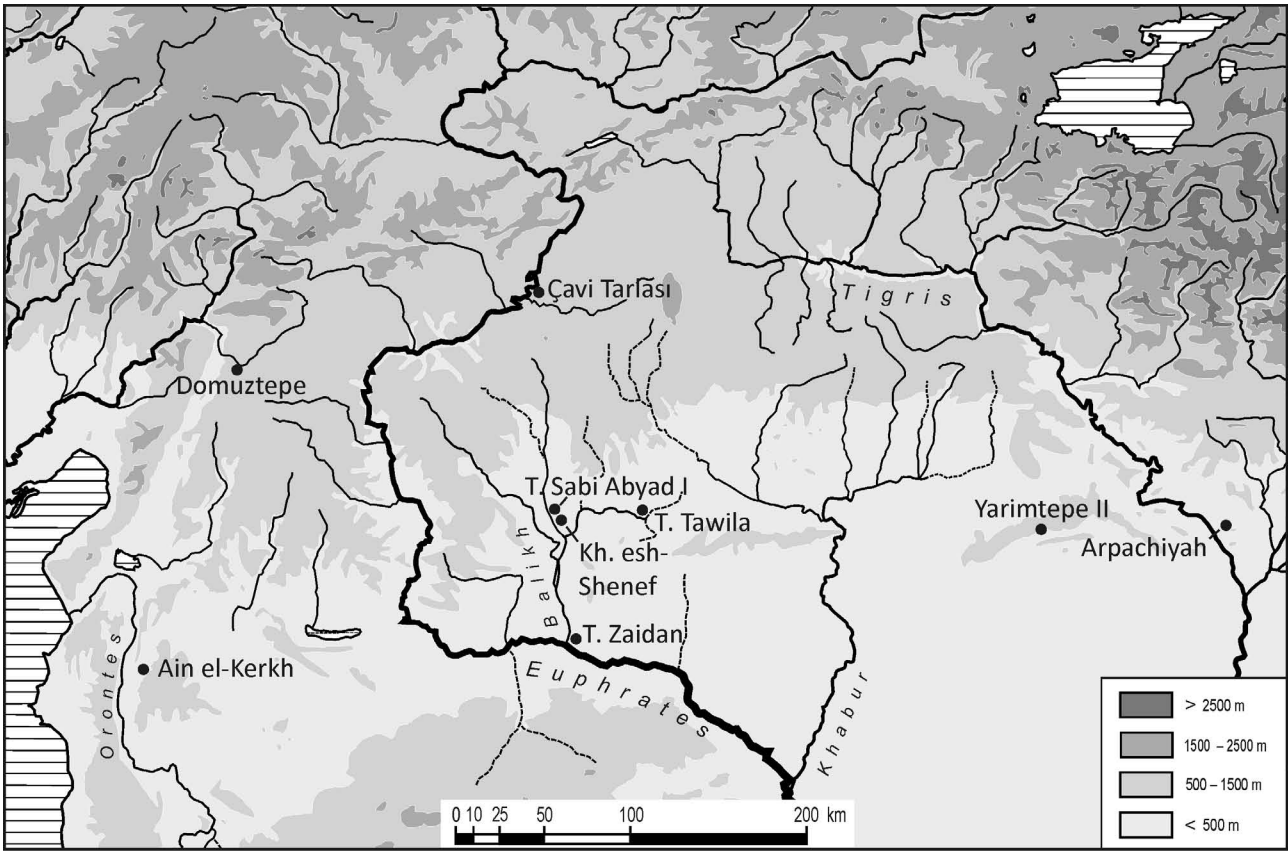 Cavi Tarlası
Tigris
Domuztepe
T. Sabi Abyad I
T. Tawila
Yarimtepe II
Kh. esh-
Shenef
Arpachiyah
Balikh
T. Zaidan
Orontes
Ain el-Kerkh
Euphrates
Khabur
> 2500 m
1500 – 2500 m
500 – 1500 m
< 500 m
0 10 25 50 100 200 km